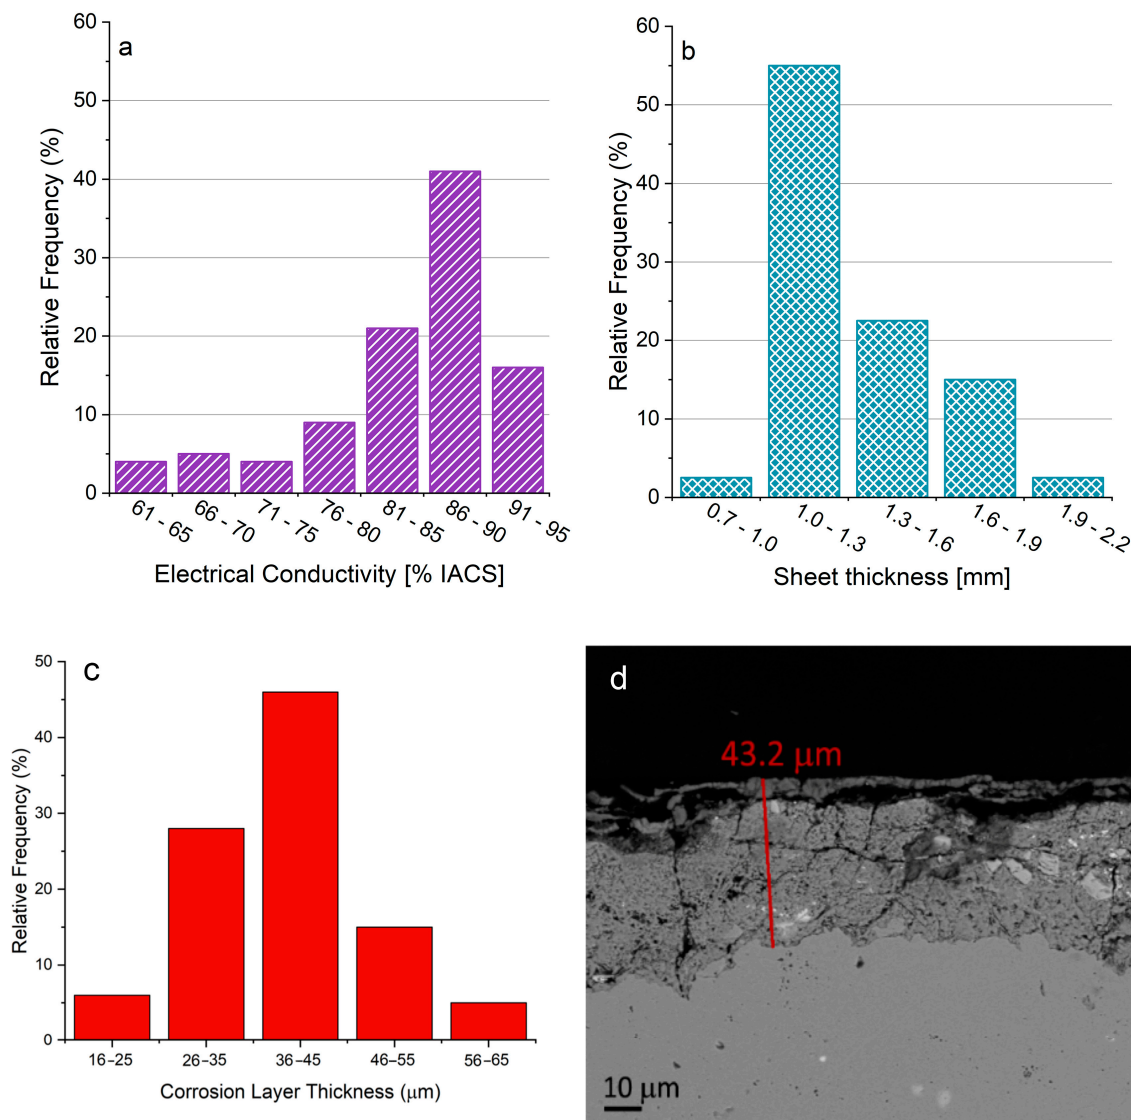 a
60
50
40
30
20
10
0
Relative Frequency (%)
61 - 65
66 - 70
71 - 75
76 - 80
81 - 85
86 - 90
91 - 95
Electrical Conductivity [% IACS]
b
60
50
40
30
20
10
0
Relative Frequency (%)
0.7 - 1.0
1.0 - 1.3
1.3 - 1.6
1.6 - 1.9
1.9 - 2.2
Sheet thickness [mm]
c
50
40
30
20
10
0
Relative Frequency (%)
16–25
26–35
36–45
46–55
56–65
Corrosion Layer Thickness (μm)
d
43.2 μm
10 μm